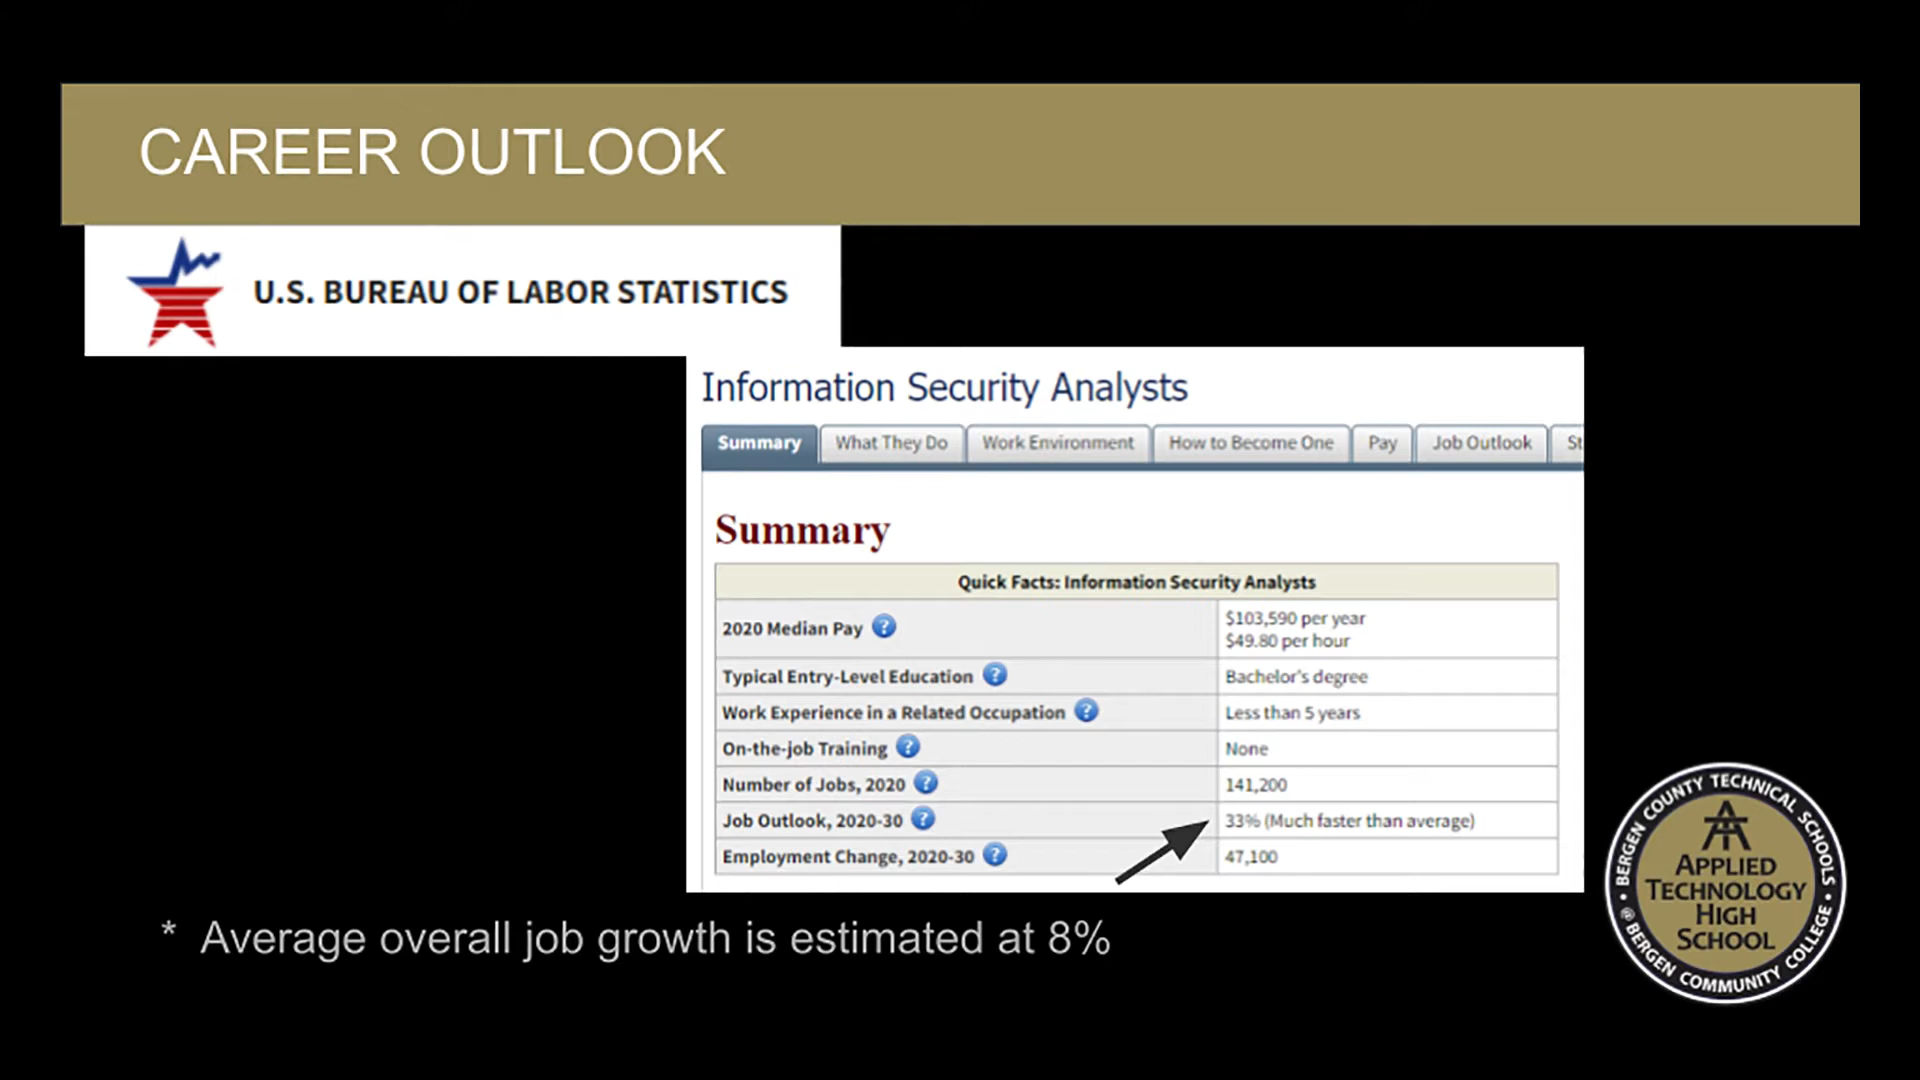 CAREER OUTLOOK
U.S. BUREAU OF LABOR STATISTICS
Information Security Analysts
Summary What They Do Work Environment How to Become One Pay Job Outlook St
Summary
Quick Facts: Information Security Analysts
2020 Median Pay ? $103,590 per year
$49.80 per hour
Typical Entry-Level Education ? Bachelor's degree
Work Experience in a Related Occupation ? Less than 5 years
On-the-job Training ? None
Number of Jobs, 2020 ? 141,200
Job Outlook, 2020-30 ? 33% (Much faster than average)
Employment Change, 2020-30 ? 47,100
* Average overall job growth is estimated at 8%
BERGEN COUNTY TECHNICAL SCHOOLS
AT
APPLIED
TECHNOLOGY
HIGH
SCHOOL
@ BERGEN COMMUNITY COLLEGE